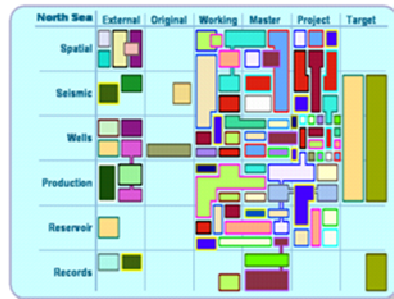 North Sea External Original Working Master Project Target
Spatial
Seismic
Wells
Production
Reservoir
Records